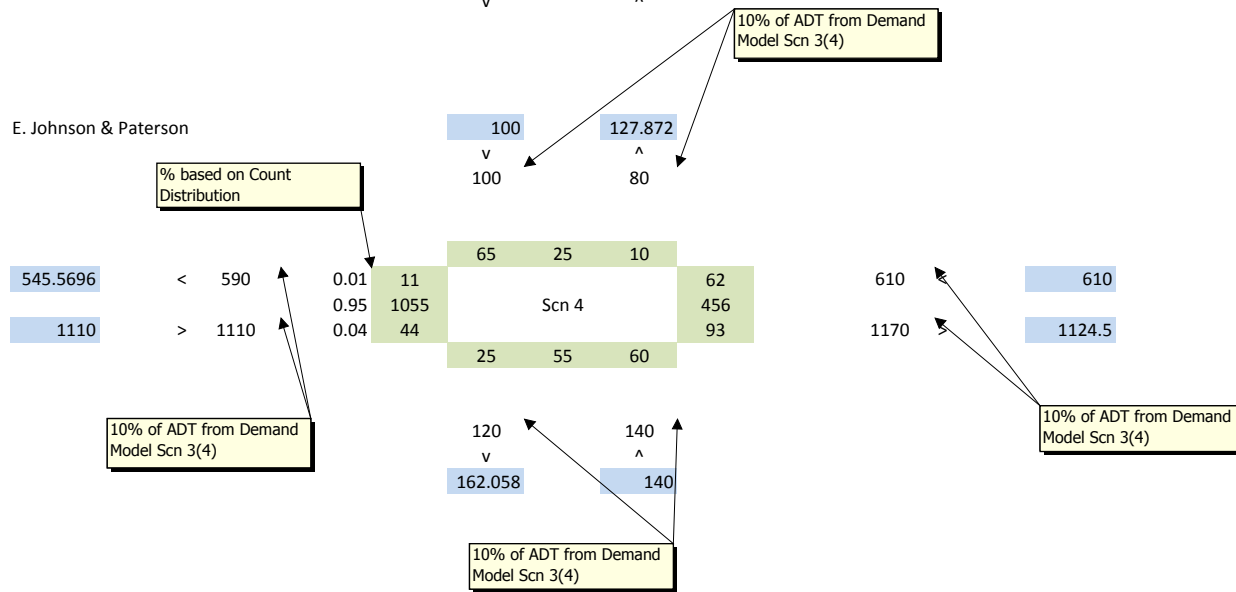 v ^
10% of ADT from Demand
Model Scn 3(4)
E. Johnson & Paterson
100 127.872
v ^
100 80
% based on Count
Distribution
65 25 10
545.5696 < 590 0.01 11 62 610 < 610
0.95 1055 Scn 4 456
1110 > 1110 0.04 44 93 1170 > 1124.5
25 55 60
10% of ADT from Demand
Model Scn 3(4)
120 140
v ^
162.058 140
10% of ADT from Demand
Model Scn 3(4)
10% of ADT from Demand
Model Scn 3(4)